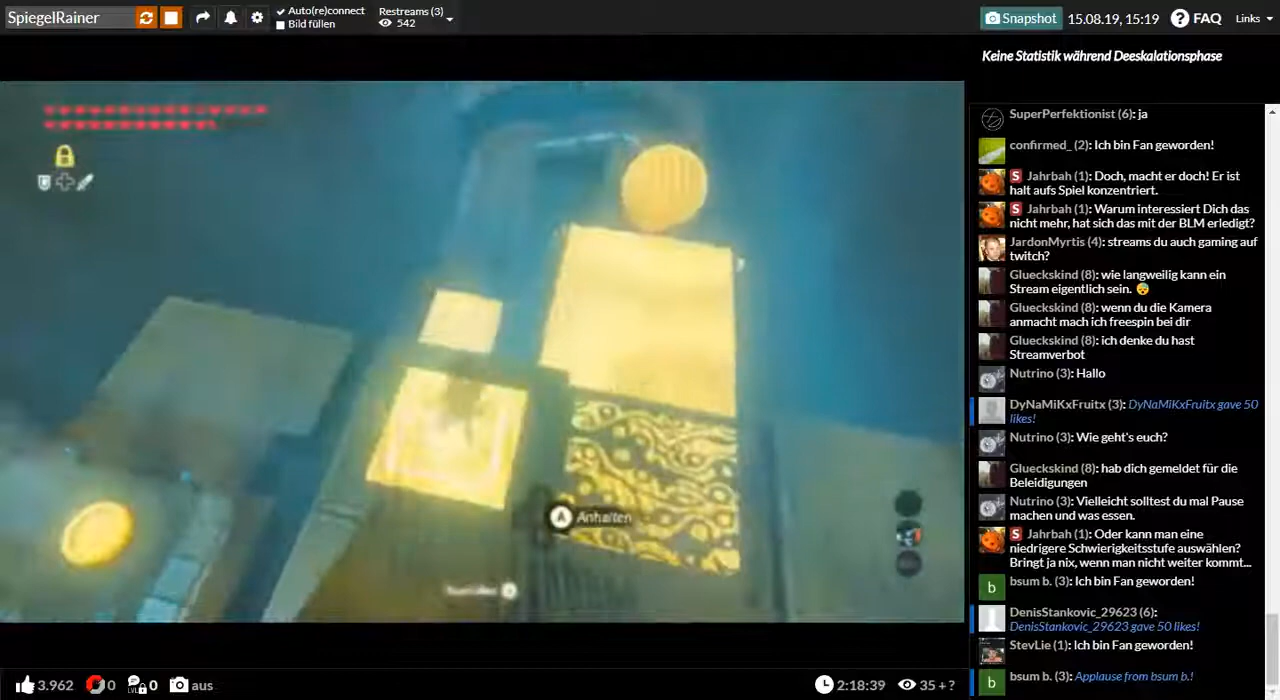 SpiegelRainer
Auto(re)connect
Bild füllen
Restreams (3)
542
Snapshot
15.08.19, 15:19
? FAQ
Links
Keine Statistik während Deeskalationsphase
SuperPerfektionist (6): ja
confirmed_ (2): Ich bin Fan geworden!
S Jahrbah (1): Doch, macht er doch! Er ist
halt aufs Spiel konzentriert.
S Jahrbah (1): Warum interessiert Dich das
nicht mehr, hat sich das mit der BLM erledigt?
JardonMyrtis (4): streams du auch gaming auf
twitch?
Glueckskind (8): wie langweilig kann ein
Stream eigentlich sein. 😴
Glueckskind (8): wenn du die Kamera
anmacht mach ich freespin bei dir
Glueckskind (8): ich denke du hast
Streamverbot
Nutrino (3): Hallo
DyNaMiKxFruitx (3): DyNaMiKxFruitx gave 50
likes!
Nutrino (3): Wie geht's euch?
Glueckskind (8): hab dich gemeldet für die
Beleidigungen
Nutrino (3): Vielleicht solltest du mal Pause
machen und was essen.
S Jahrbah (1): Oder kann man eine
niedrigere Schwierigkeitsstufe auswählen?
Bringt ja nix, wenn man nicht weiter kommt...
b bsum b. (3): Ich bin Fan geworden!
DenisStankovic_29623 (6):
DenisStankovic_29623 gave 50 likes!
StevLie (1): Ich bin Fan geworden!
b bsum b. (3): Applause from bsum b.!
A Anhalten
3.962
0
LVL
0
aus
2:18:39
35 + ?